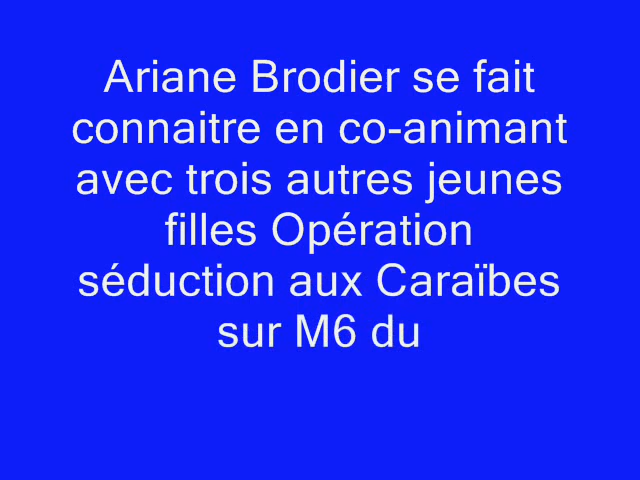 Ariane Brodier se fait
connaitre en co-animant
avec trois autres jeunes
filles Opération
séduction aux Caraïbes
sur M6 du